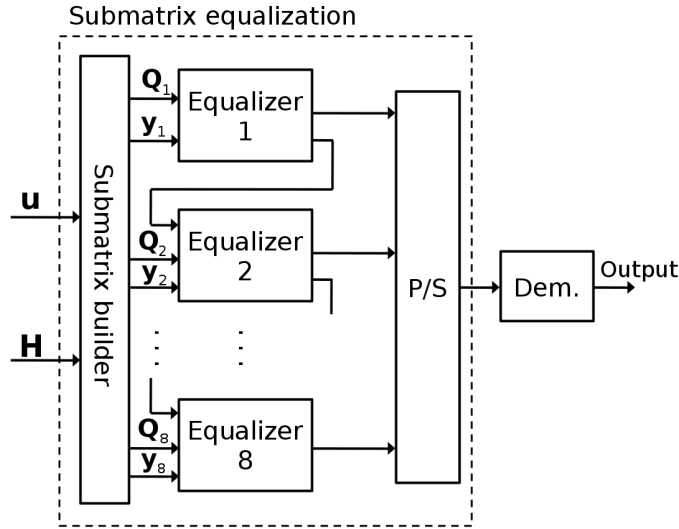 Submatrix equalization
u
H
Submatrix builder
Q1
y1
Equalizer
1
Q2
y2
Equalizer
2
Q8
y8
Equalizer
8
P/S
Dem.
Output